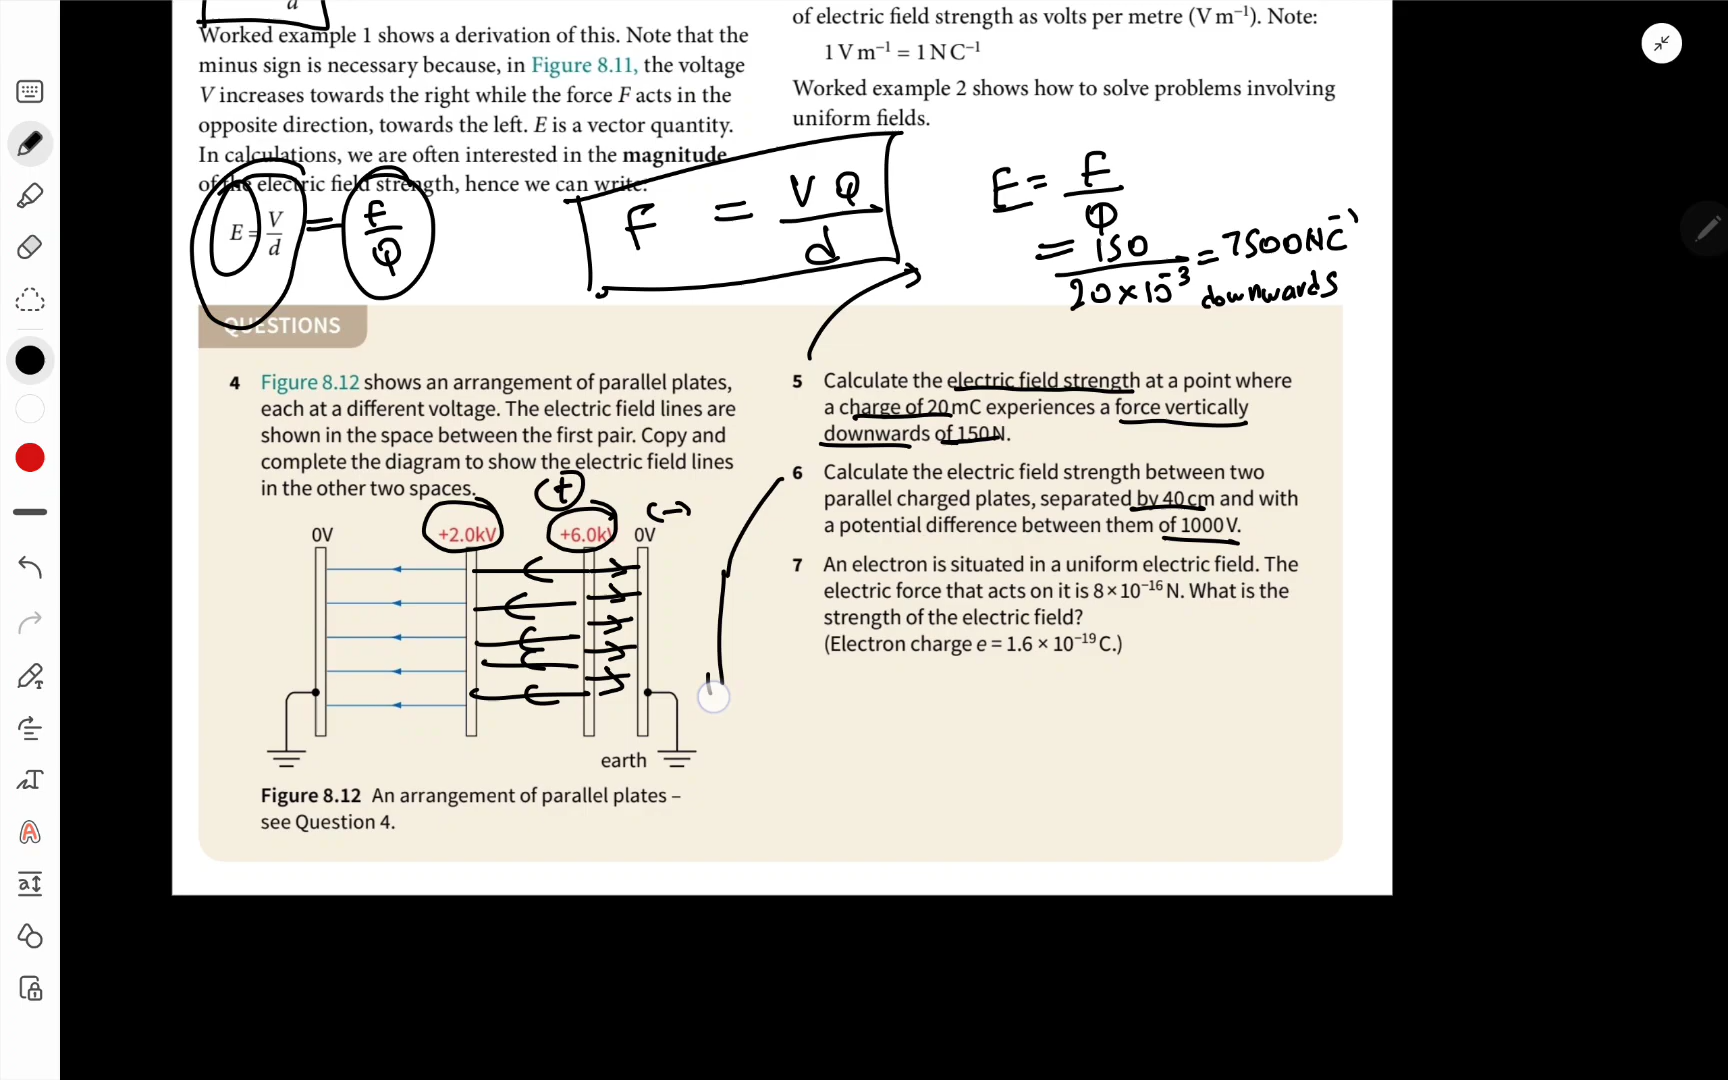 a
Worked example 1 shows a derivation of this. Note that the
minus sign is necessary because, in Figure 8.11, the voltage
V increases towards the right while the force F acts in the
opposite direction, towards the left. E is a vector quantity.
In calculations, we are often interested in the magnitude
of the electric field strength, hence we can write:
E = V/d = F/Q
F = VQ/d
of electric field strength as volts per metre (V m⁻¹). Note:
1 V m⁻¹ = 1 N C⁻¹
Worked example 2 shows how to solve problems involving
uniform fields.
E = F/Q
= 150/20 × 10⁻³ = 7500 NC⁻¹
downwards
QUESTIONS
4 Figure 8.12 shows an arrangement of parallel plates,
each at a different voltage. The electric field lines are
shown in the space between the first pair. Copy and
complete the diagram to show the electric field lines
in the other two spaces.
(+)
(-)
0V +2.0kV +6.0kV 0V
earth
Figure 8.12 An arrangement of parallel plates –
see Question 4.
5 Calculate the electric field strength at a point where
a charge of 20 mC experiences a force vertically
downwards of 150 N.
6 Calculate the electric field strength between two
parallel charged plates, separated by 40 cm and with
a potential difference between them of 1000 V.
7 An electron is situated in a uniform electric field. The
electric force that acts on it is 8 × 10⁻¹⁶ N. What is the
strength of the electric field?
(Electron charge e = 1.6 × 10⁻¹⁹ C.)